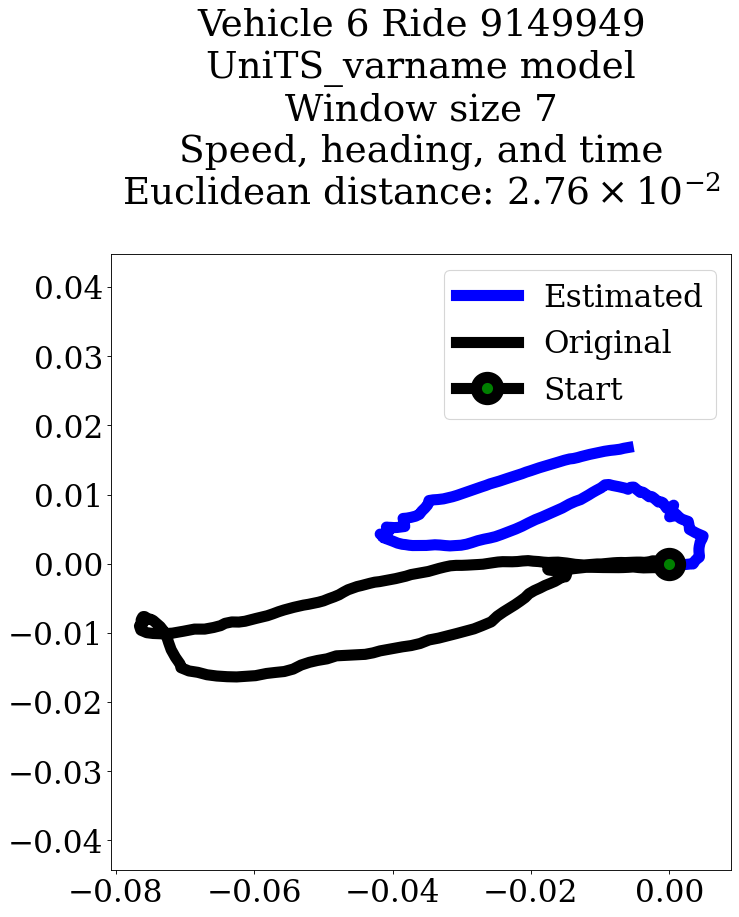 Vehicle 6 Ride 9149949
UniTS_varname model
Window size 7
Speed, heading, and time
Euclidean distance: 2.76 × 10⁻²
Estimated
Original
Start
0.04
0.03
0.02
0.01
0.00
−0.01
−0.02
−0.03
−0.04
−0.08 −0.06 −0.04 −0.02 0.00